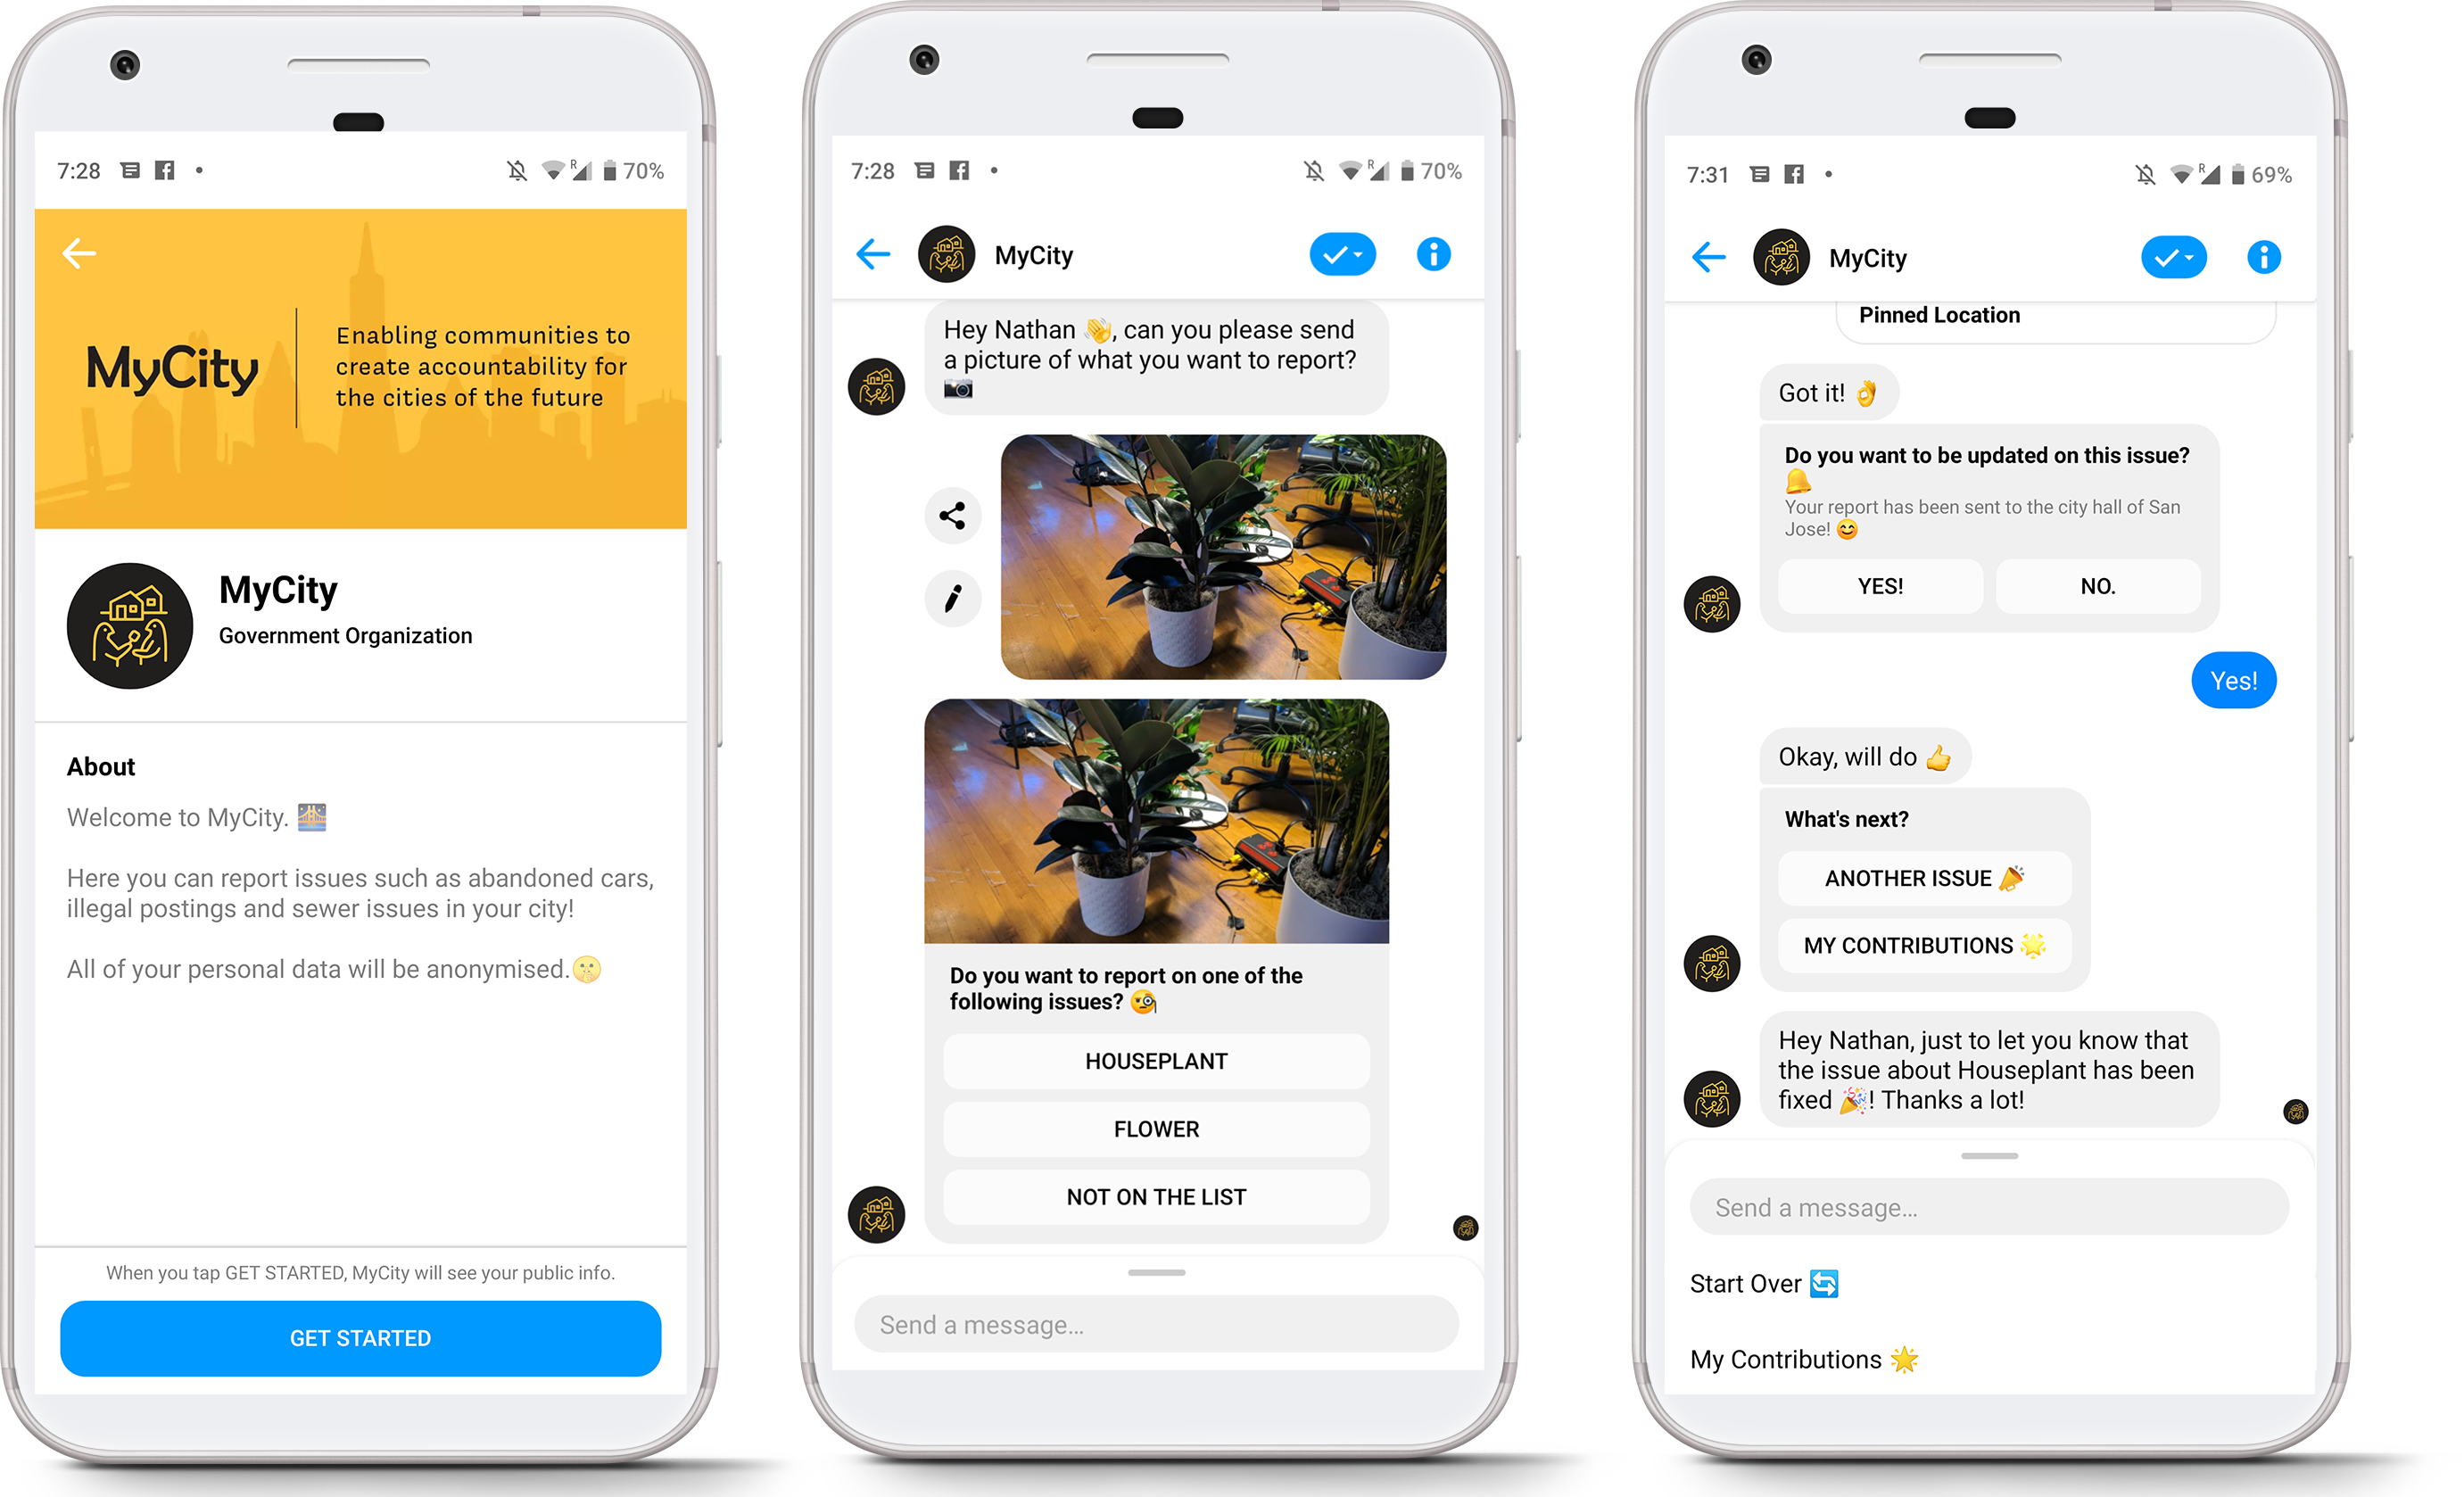 7:28
R
70%
MyCity
Enabling communities to
create accountability for
the cities of the future
MyCity
Government Organization
About
Welcome to MyCity. 🌉
Here you can report issues such as abandoned cars,
illegal postings and sewer issues in your city!
All of your personal data will be anonymised.🤫
When you tap GET STARTED, MyCity will see your public info.
GET STARTED
7:28
R
70%
MyCity
Hey Nathan 👋, can you please send
a picture of what you want to report?
📷
Do you want to report on one of the
following issues? 🧐
HOUSEPLANT
FLOWER
NOT ON THE LIST
Send a message...
7:31
R
69%
MyCity
Pinned Location
Got it! 👌
Do you want to be updated on this issue?
🔔
Your report has been sent to the city hall of San
Jose! 😊
YES!
NO.
Yes!
Okay, will do 👍
What's next?
ANOTHER ISSUE 📣
MY CONTRIBUTIONS 🌟
Hey Nathan, just to let you know that
the issue about Houseplant has been
fixed 🎉! Thanks a lot!
Send a message...
Start Over 🔄
My Contributions 🌟